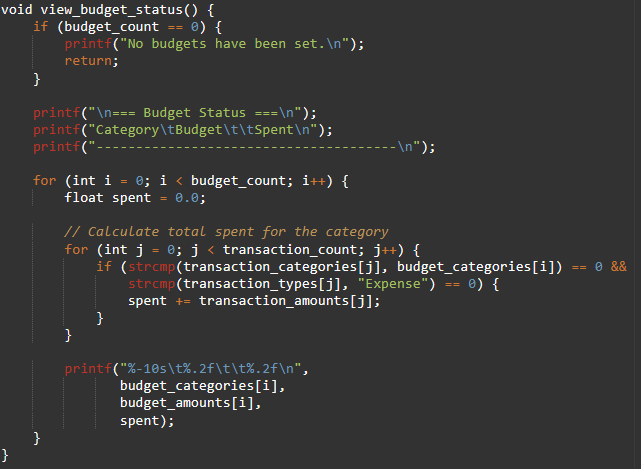 void view_budget_status() {
    if (budget_count == 0) {
        printf("No budgets have been set.\n");
        return;
    }

    printf("\n=== Budget Status ===\n");
    printf("Category\tBudget\t\tSpent\n");
    printf("--------------------------------------\n");

    for (int i = 0; i < budget_count; i++) {
        float spent = 0.0;

        // Calculate total spent for the category
        for (int j = 0; j < transaction_count; j++) {
            if (strcmp(transaction_categories[j], budget_categories[i]) == 0 &&
                strcmp(transaction_types[j], "Expense") == 0) {
                spent += transaction_amounts[j];
            }
        }

        printf("%-10s\t%.2f\t\t%.2f\n",
               budget_categories[i],
               budget_amounts[i],
               spent);
    }
}